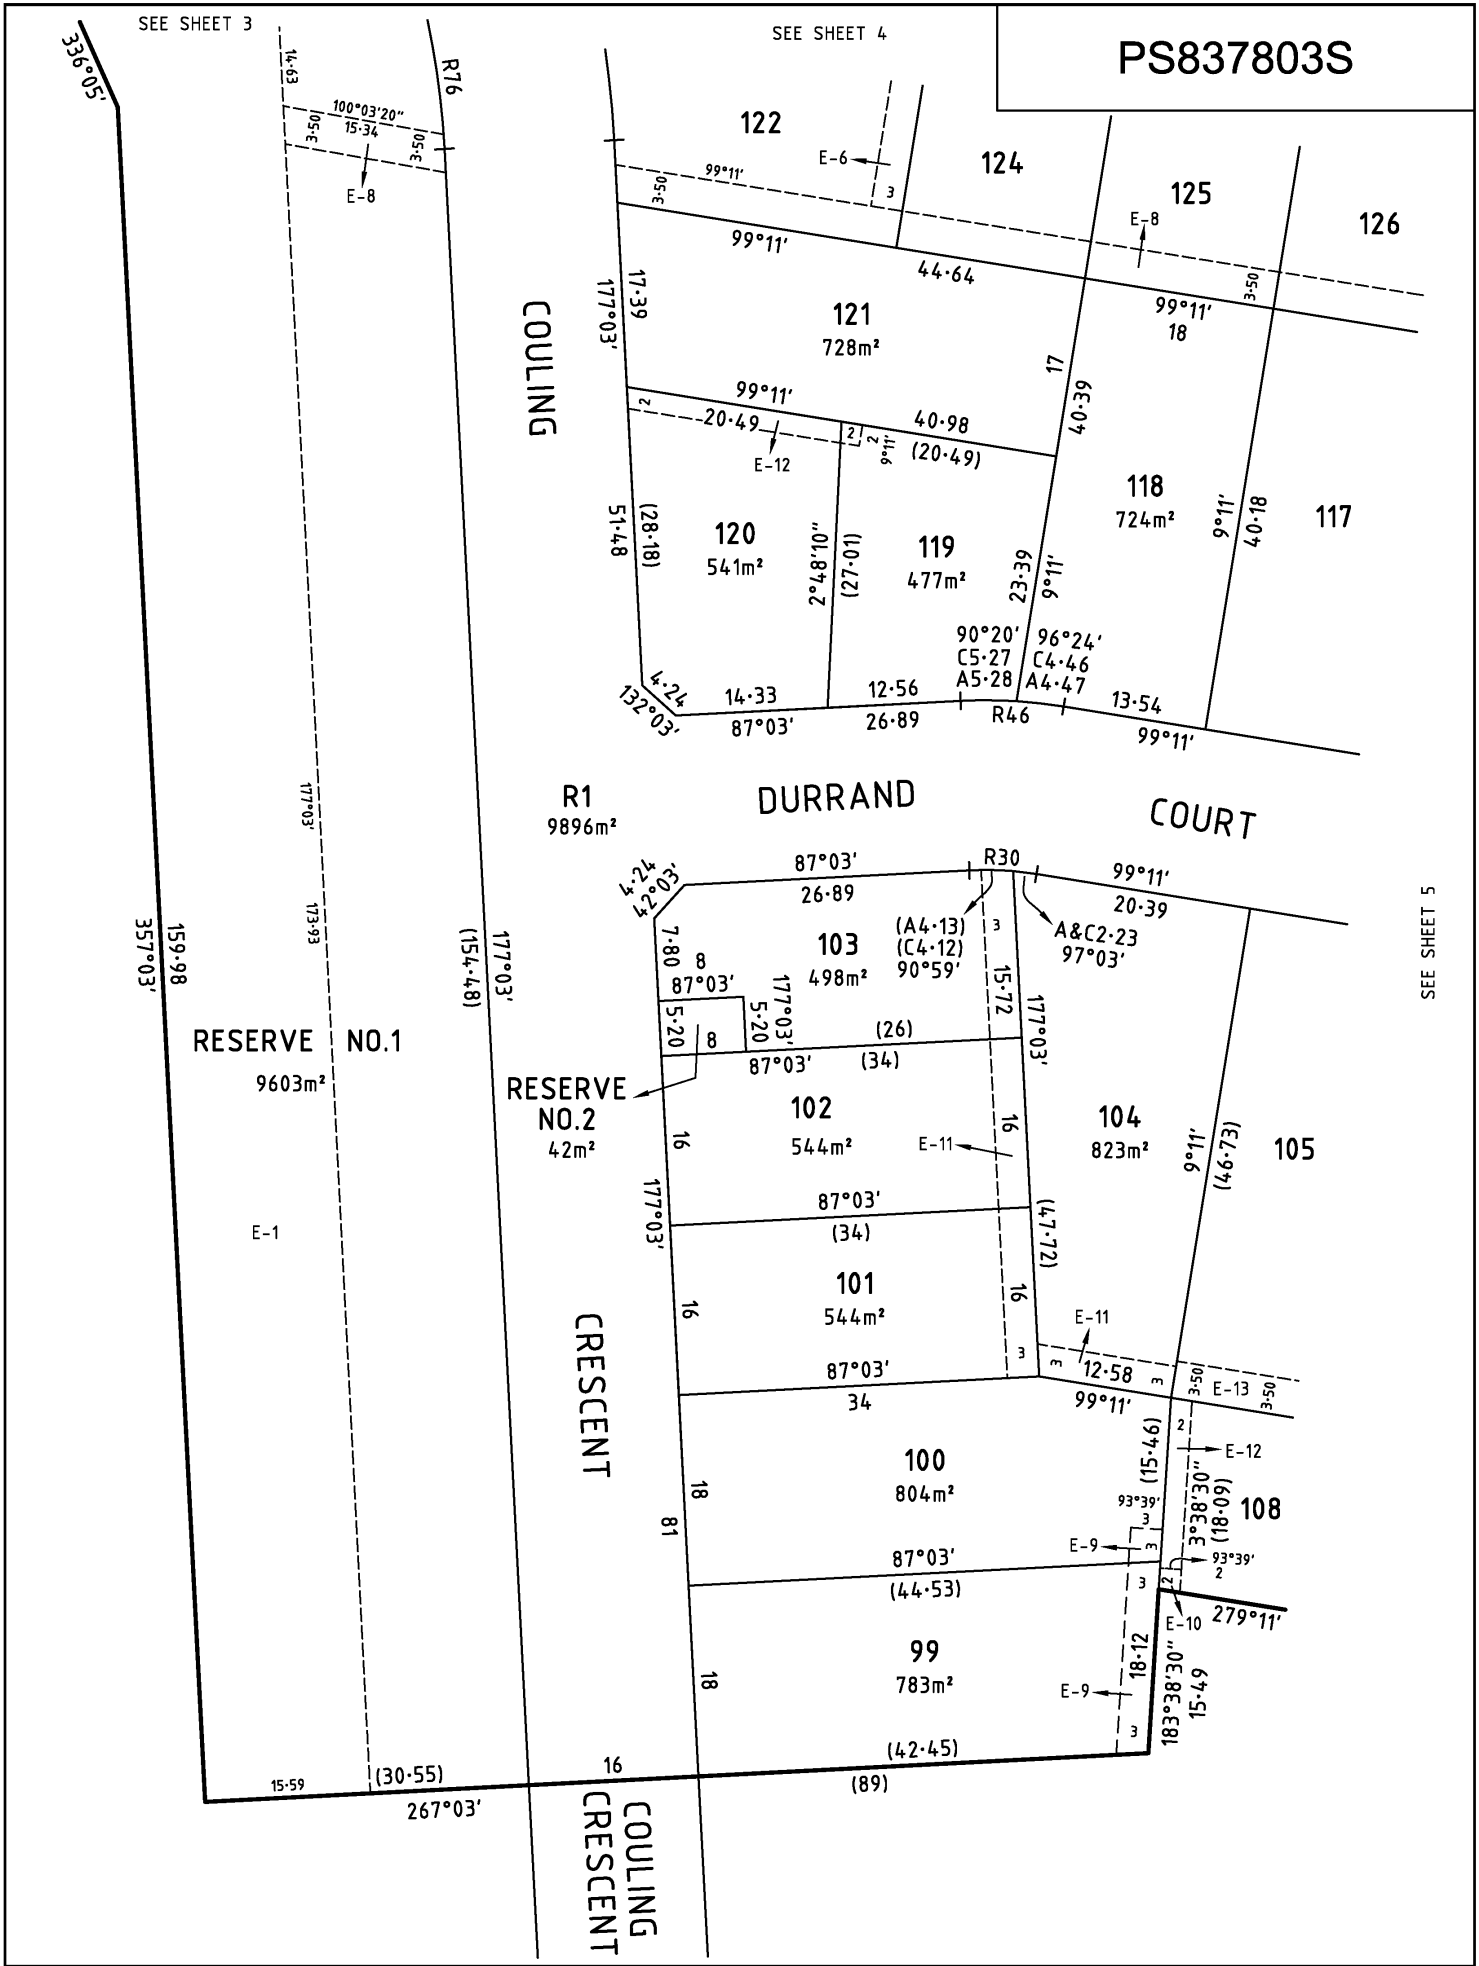 SEE SHEET 3
SEE SHEET 4
PS837803S
336°05'
14·63
R76
100°03'20"
15·34
3·50
3·50
E-8
122
E-6
3
124
125
126
99°11'
3·50
E-8
3·50
99°11'
44·64
99°11'
18
17·39
177°03'
COULING
121
728m²
17
40·39
99°11'
2
20·49
40·98
(20·49)
2
2
9°11'
E-12
118
724m²
9°11'
40·18
117
51·48
(28·18)
120
541m²
2°48'10"
(27·01)
119
477m²
23·39
9°11'
90°20'
C5·27
A5·28
96°24'
C4·46
A4·47
4·24
132°03'
14·33
87°03'
12·56
26·89
R46
13·54
99°11'
177°03'
R1
9896m²
DURRAND
COURT
87°03'
26·89
R30
99°11'
20·39
4·24
42°03'
SEE SHEET 5
173·93
159·98
357°03'
177°03'
(154·48)
7·80
8
87°03'
103
498m²
(A4·13)
(C4·12)
90°59'
3
A&C2·23
97°03'
15·72
177°03'
177°03'
5·20
5·20
8
87°03'
(26)
(34)
RESERVE NO.1
9603m²
RESERVE
NO.2
42m²
16
102
544m²
E-11
16
104
823m²
9°11'
(46·73)
105
177°03'
87°03'
(34)
(47·72)
E-1
16
101
544m²
16
E-11
3
3
12·58
3
3·50
E-13
3·50
CRESCENT
87°03'
34
99°11'
100
804m²
(15·46)
2
E-12
3°38'30"
(18·09)
108
18
81
93°39'
3
3
E-9
93°39'
2
87°03'
(44·53)
3
2
E-10
279°11'
99
783m²
18
18·12
E-9
183°38'30"
15·49
3
(42·45)
(89)
15·59
(30·55)
267°03'
16
COULING
CRESCENT